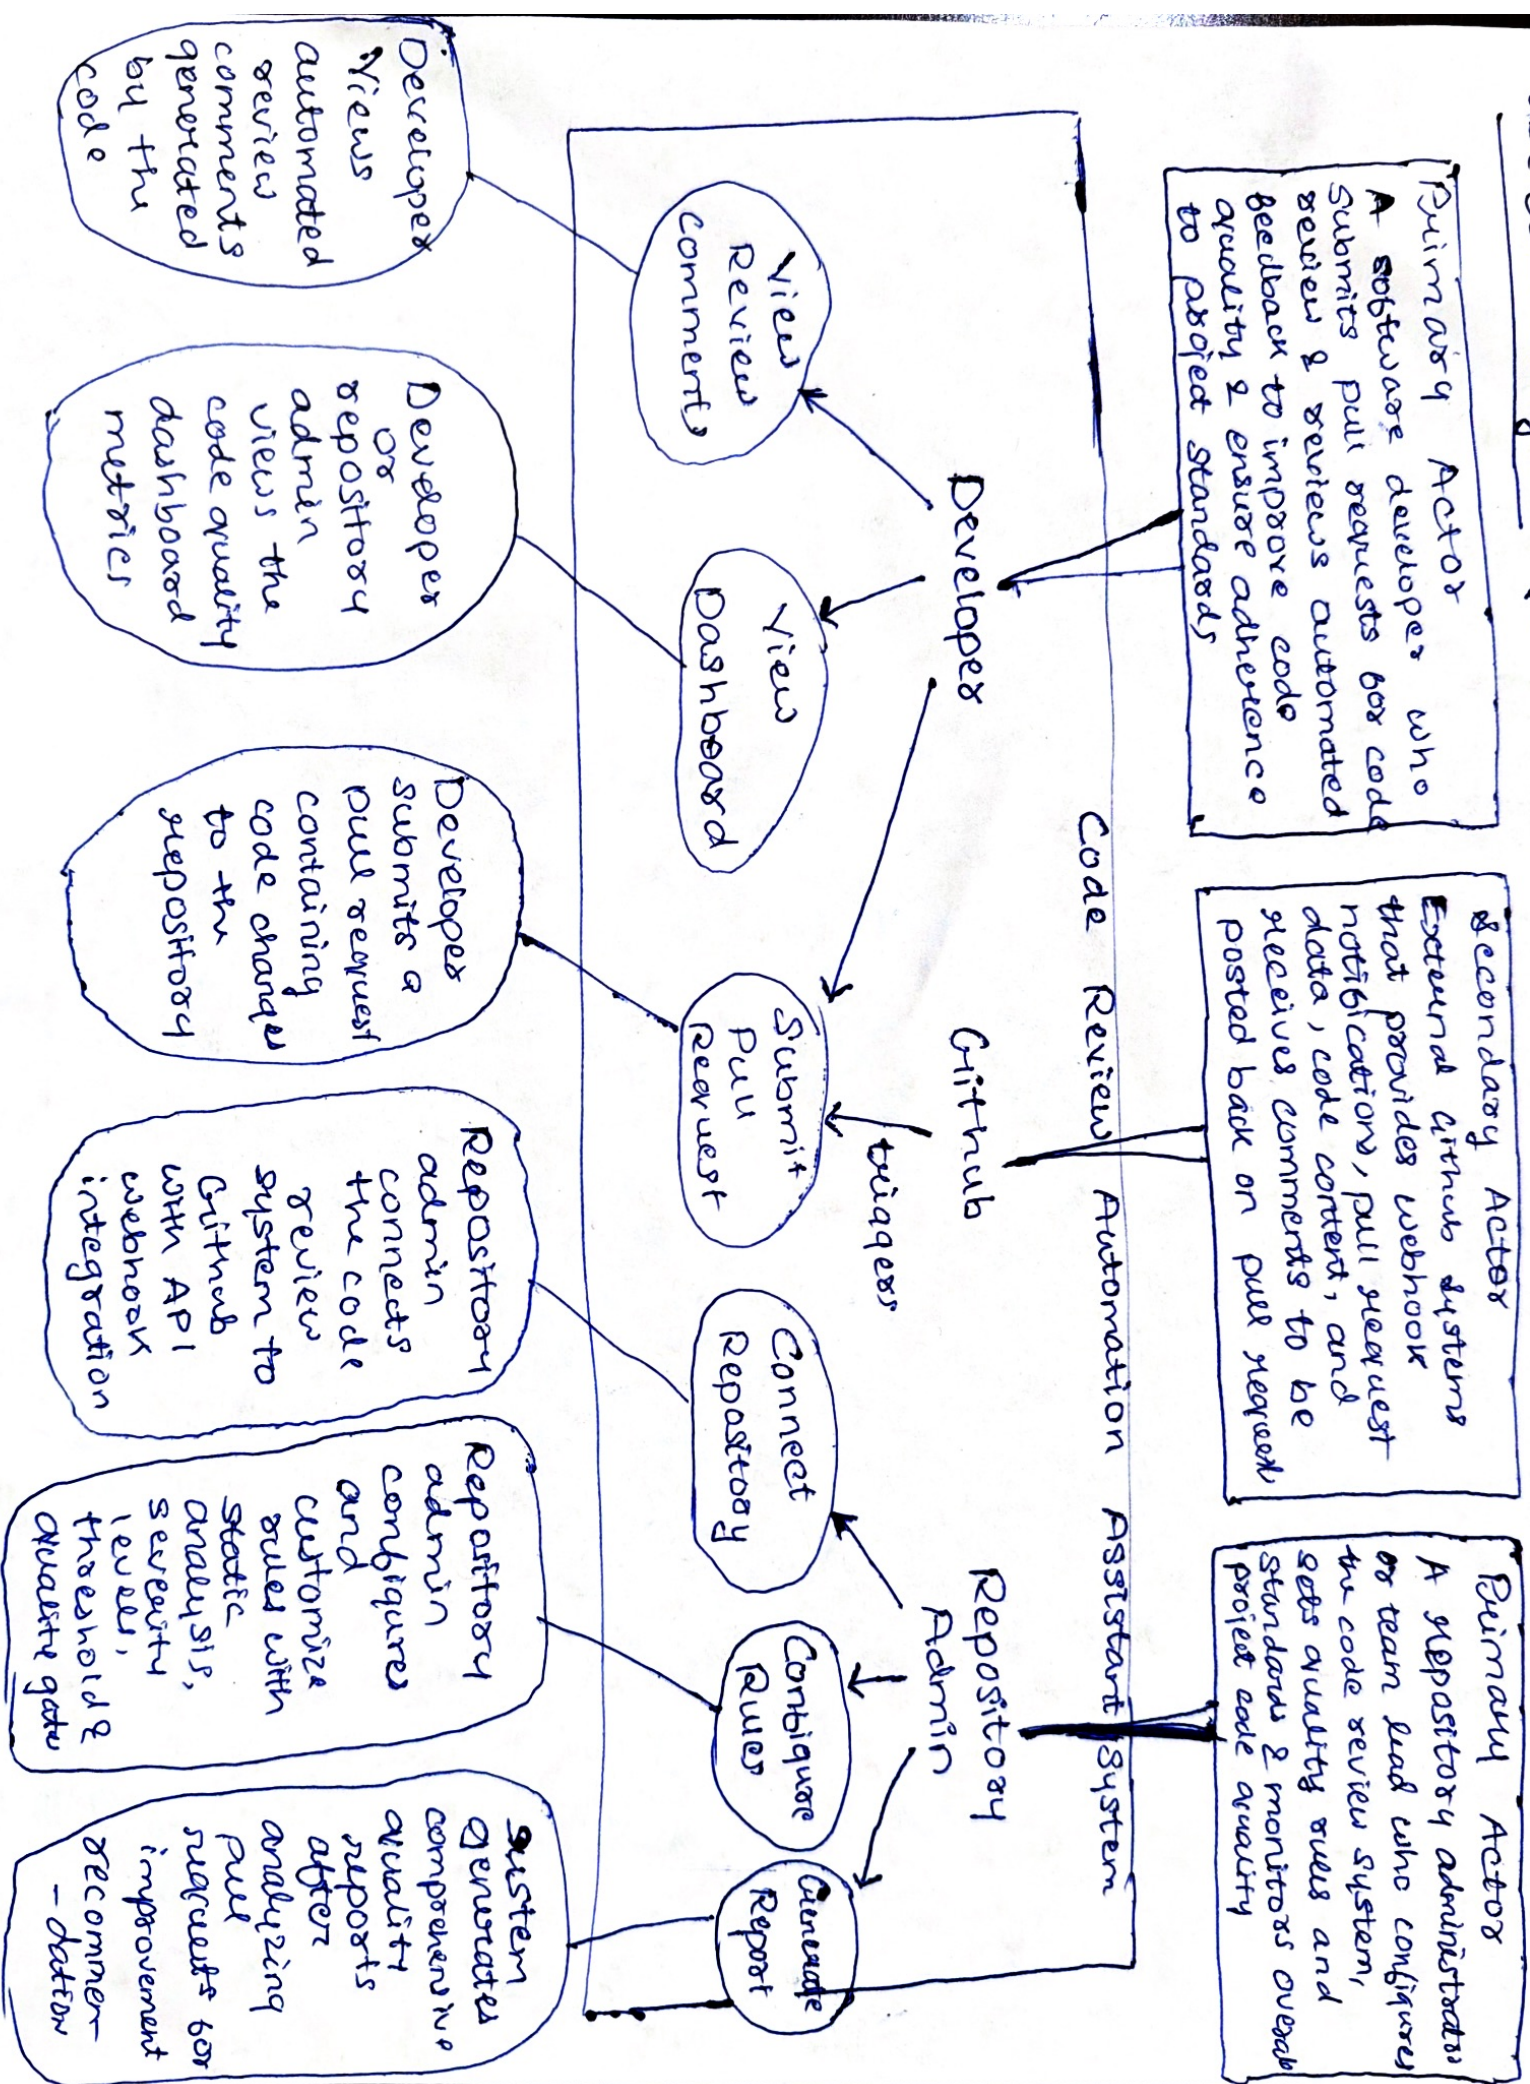 Primary Actor
A software developer who
submits pull requests for code
review & reviews automated
feedback to improve code
quality & ensure adherence
to project standards
Secondary Actor
External Github Systems
that provides webhook
notifications, pull request
data, code content, and
receives comments to be
posted back on pull request
Primary Actor
A repository administrator
or team lead who configures
the code review system,
sets quality rules and
standards & monitors overall
project code quality
Code Review Automation Assistant System
Developer
Github
Repository
Admin
triggers
View
Review
Comments
View
Dashboard
Submit
Pull
Request
Connect
Repository
Configure
Rules
Generate
Report
Developer
Views
automated
review
comments
generated
by the
code
Developer
or
repository
admin
views the
code quality
dashboard
metrics
Developer
submits a
pull request
containing
code changes
to the
repository
Repository
admin
connects
the code
review
system to
Github
with API
webhook
integration
Repository
admin
configures
and
customize
rules with
static
analysis,
severity
levels,
threshold &
quality gate
System
generates
comprehensive
quality
reports
after
analyzing
pull
requests for
improvement
recommen
-dation